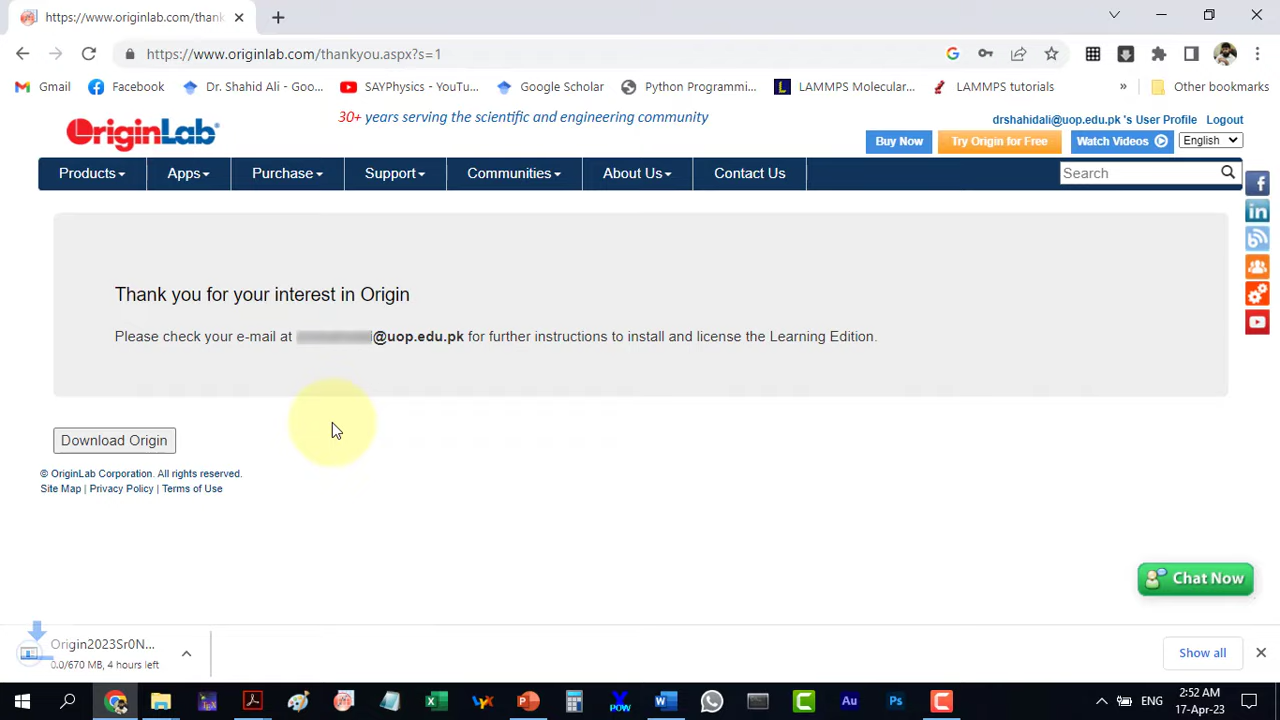 https://www.originlab.com/thank
https://www.originlab.com/thankyou.aspx?s=1
Gmail
Facebook
Dr. Shahid Ali - Goo...
SAYPhysics - YouTu...
Google Scholar
Python Programmi...
LAMMPS Molecular...
LAMMPS tutorials
»
Other bookmarks
OriginLab
30+ years serving the scientific and engineering community
drshahidali@uop.edu.pk 's User Profile Logout
Buy Now
Try Origin for Free
Watch Videos
English
Products
Apps
Purchase
Support
Communities
About Us
Contact Us
Search
Thank you for your interest in Origin
Please check your e-mail at @uop.edu.pk for further instructions to install and license the Learning Edition.
Download Origin
© OriginLab Corporation. All rights reserved.
Site Map | Privacy Policy | Terms of Use
Chat Now
Origin2023Sr0N...
0.0/670 MB, 4 hours left
Show all
ENG
2:52 AM
17-Apr-23